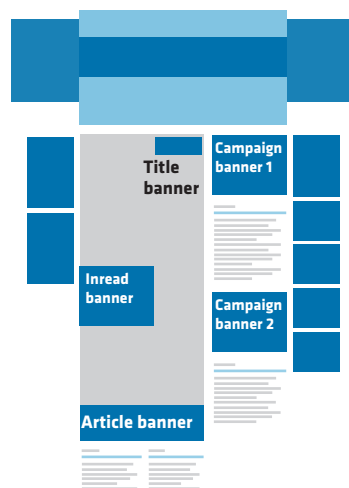 Title
banner
Campaign
banner 1
Inread
banner
Campaign
banner 2
Article banner